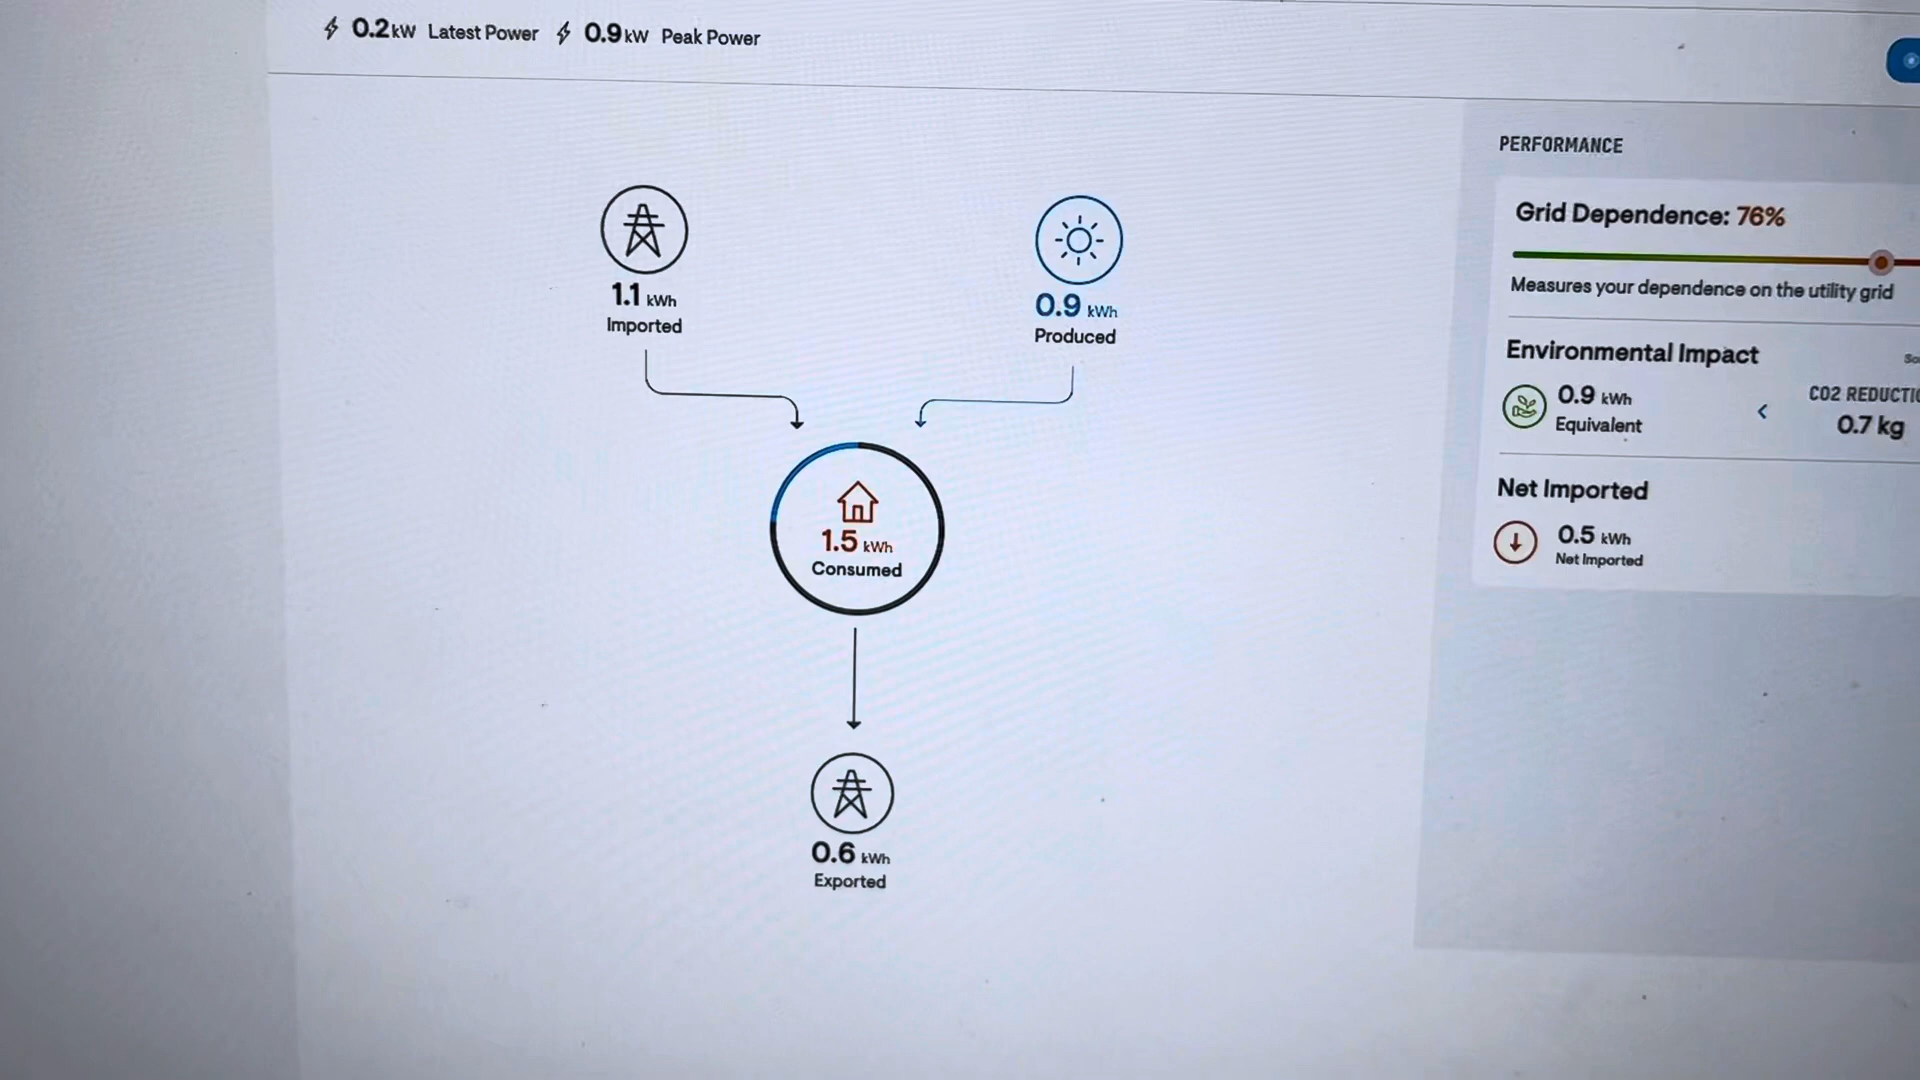 0.2 kW Latest Power 0.9 kW Peak Power
1.1 kWh
Imported
0.9 kWh
Produced
1.5 kWh
Consumed
0.6 kWh
Exported
PERFORMANCE
Grid Dependence: 76%
Measures your dependence on the utility grid
Environmental Impact
0.9 kWh
Equivalent
CO2
0.7 kg
Net Imported
0.5 kWh
Net Imported